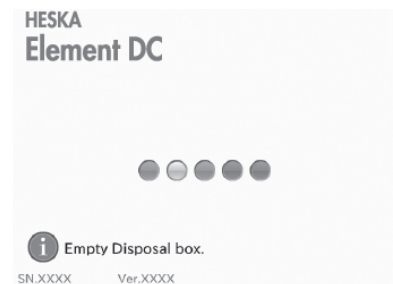 HESKA
Element DC
i Empty Disposal box.
SN.XXXX Ver.XXXX